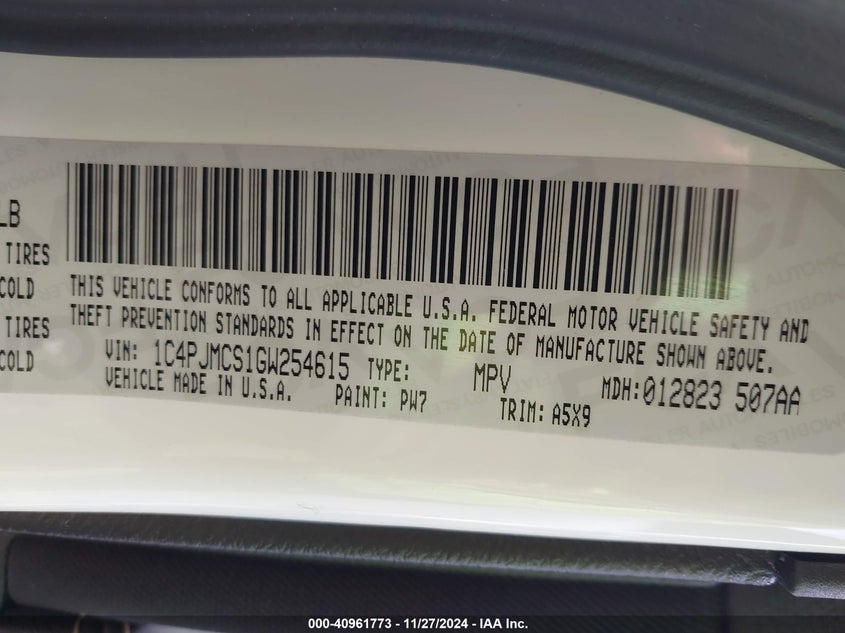 LB
TIRES
COLD
TIRES
COLD
THIS VEHICLE CONFORMS TO ALL APPLICABLE U.S.A. FEDERAL MOTOR VEHICLE SAFETY AND
THEFT PREVENTION STANDARDS IN EFFECT ON THE DATE OF MANUFACTURE SHOWN ABOVE.
VIN: 1C4PJMCS1GW254615 TYPE: MPV MDH:012823 507AA
VEHICLE MADE IN U.S.A. PAINT: PW7 TRIM: A5X9
000-40961773 - 11/27/2024 - IAA Inc.